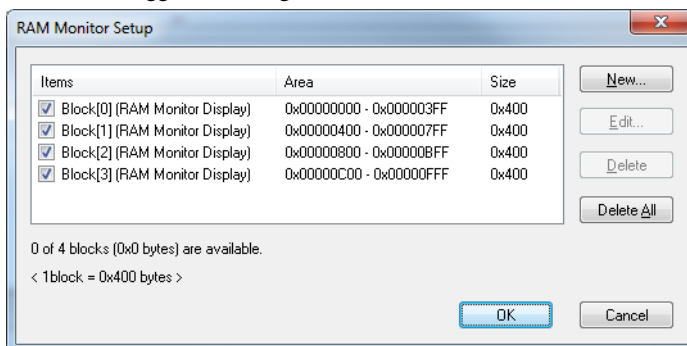 RAM Monitor Setup
Items Area Size
Block[0] (RAM Monitor Display) 0x00000000 - 0x000003FF 0x400
Block[1] (RAM Monitor Display) 0x00000400 - 0x000007FF 0x400
Block[2] (RAM Monitor Display) 0x00000800 - 0x00000BFF 0x400
Block[3] (RAM Monitor Display) 0x00000C00 - 0x00000FFF 0x400
New...
Edit...
Delete
Delete All
0 of 4 blocks (0x0 bytes) are available.
< 1block = 0x400 bytes >
OK Cancel